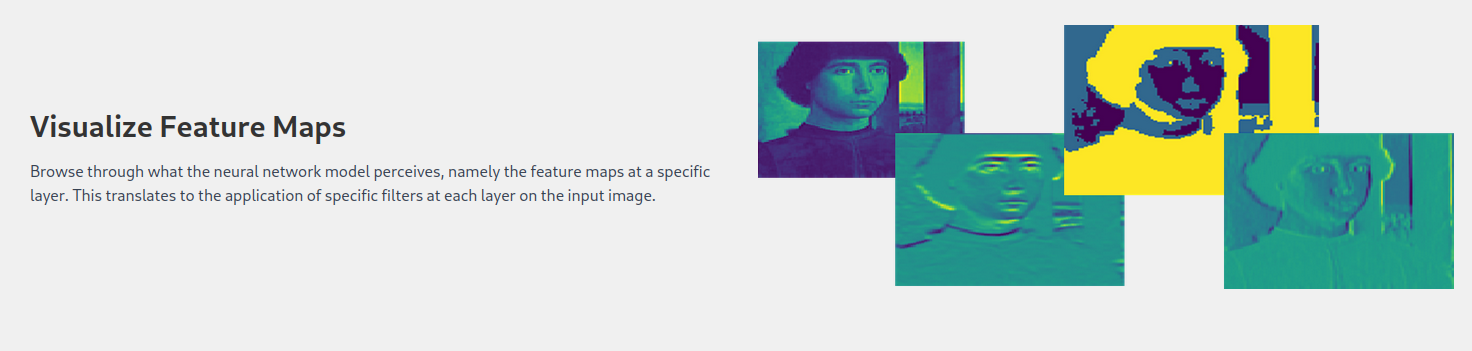 Visualize Feature Maps
Browse through what the neural network model perceives, namely the feature maps at a specific
layer. This translates to the application of specific filters at each layer on the input image.